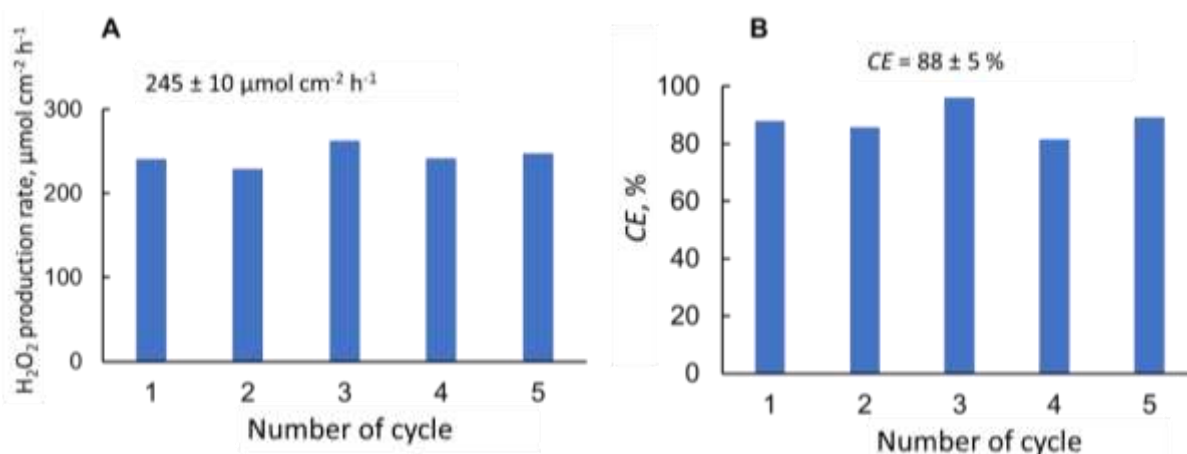 A
H₂O₂ production rate, µmol cm⁻² h⁻¹
245 ± 10 µmol cm⁻² h⁻¹
300
200
100
0
1 2 3 4 5
Number of cycle
B
CE, %
CE = 88 ± 5 %
100
80
60
40
20
0
1 2 3 4 5
Number of cycle